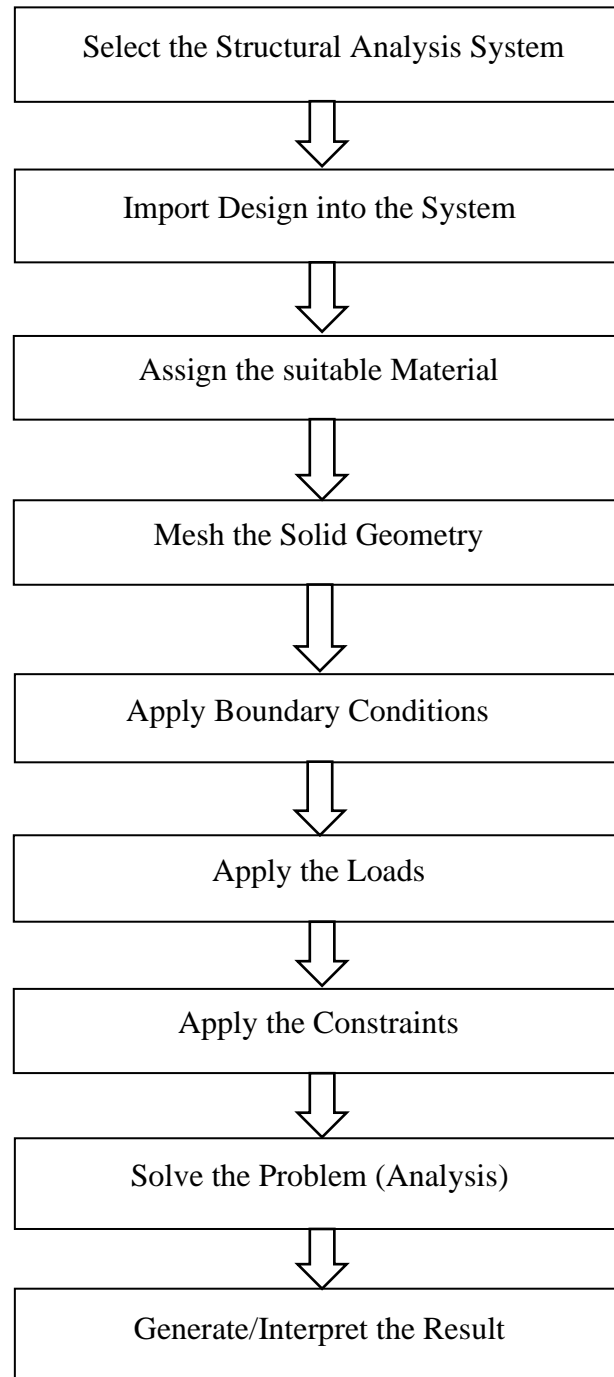 Select the Structural Analysis System
Import Design into the System
Assign the suitable Material
Mesh the Solid Geometry
Apply Boundary Conditions
Apply the Loads
Apply the Constraints
Solve the Problem (Analysis)
Generate/Interpret the Result